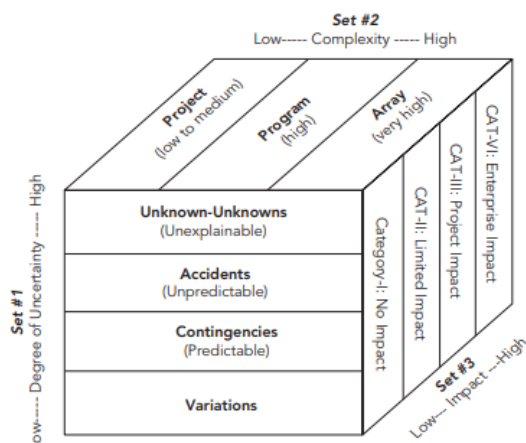 Set #2
Low----- Complexity ----- High
Project
(low to medium)
Program
(high)
Array
(very high)
Set #1
ow----- Degree of Uncertainty ----- High
Unknown-Unknowns
(Unexplainable)
Accidents
(Unpredictable)
Contingencies
(Predictable)
Variations
Category-I: No Impact
CAT-II: Limited Impact
CAT-III: Project Impact
CAT-VI: Enterprise Impact
Set #3
Low---- Impact ---High